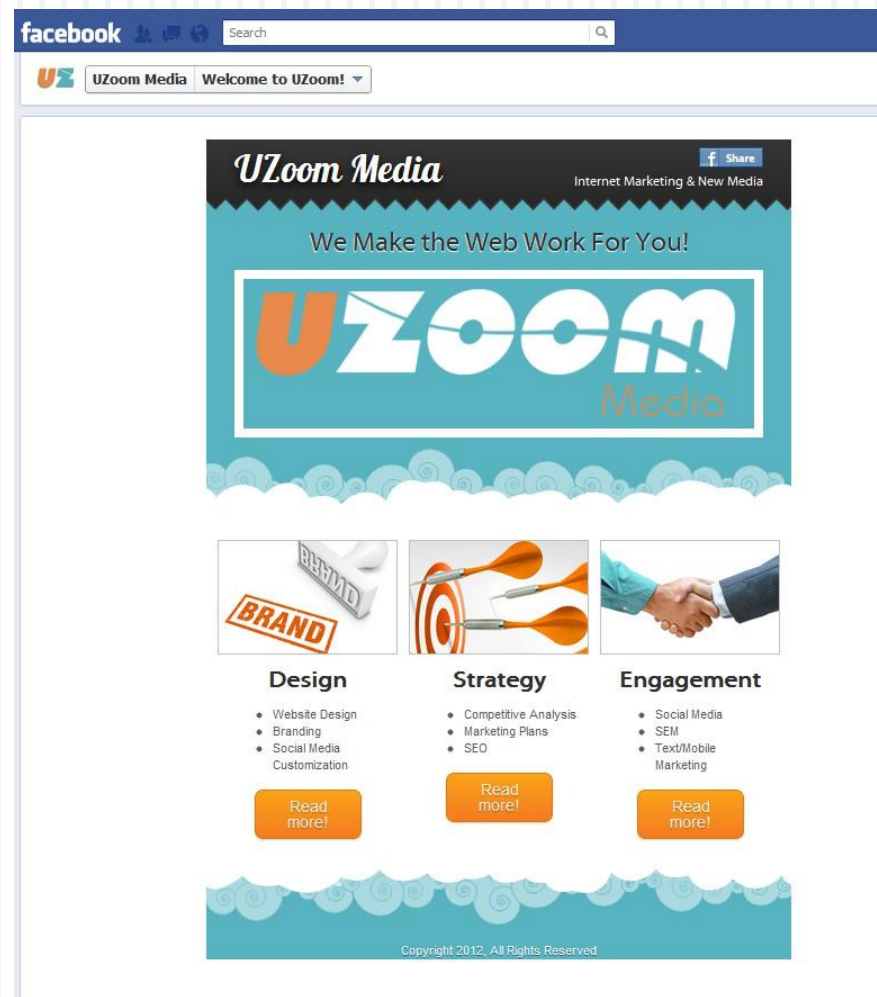 facebook Search
UZ UZoom Media Welcome to UZoom!
UZoom Media
f Share
Internet Marketing & New Media
We Make the Web Work For You!
UZOOM
Media
BRAND
BRAND
Design
Website Design
Branding
Social Media
Customization
Read
more!
Strategy
Competitive Analysis
Marketing Plans
SEO
Read
more!
Engagement
Social Media
SEM
Text/Mobile
Marketing
Read
more!
Copyright 2012, All Rights Reserved